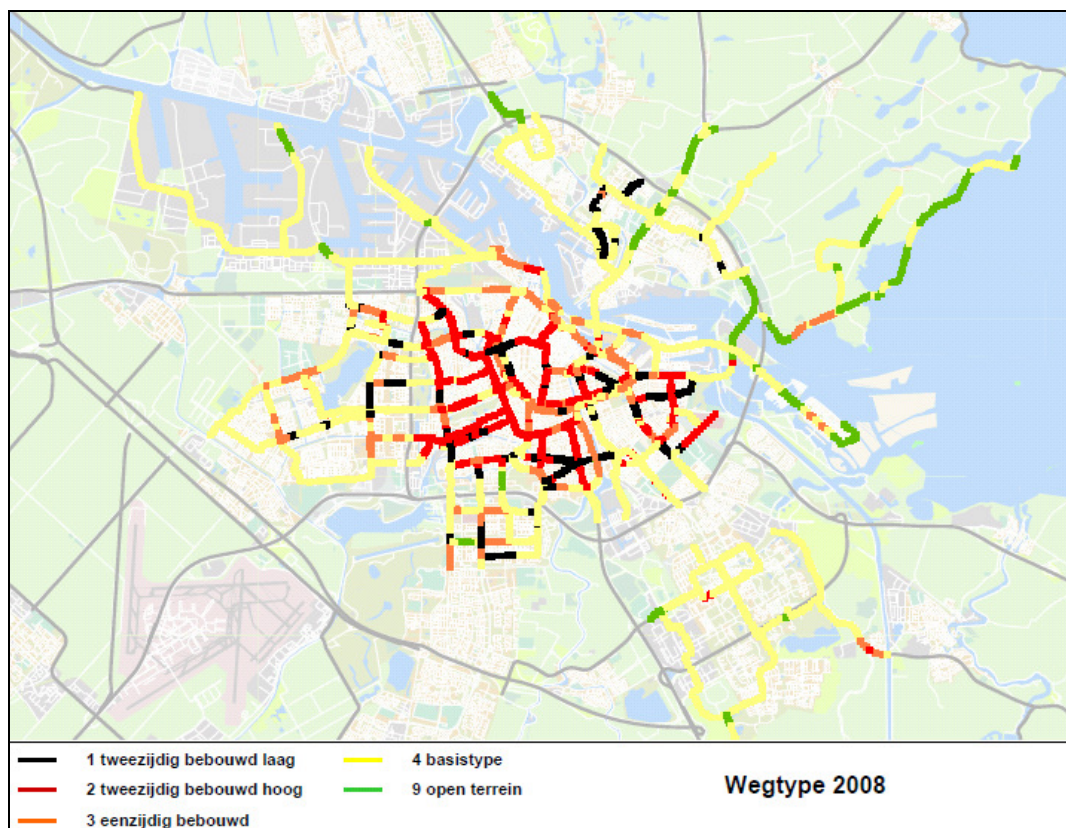 1 tweezijdig bebouwd laag
2 tweezijdig bebouwd hoog
3 eenzijdig bebouwd
4 basistype
9 open terrein
Wegtype 2008